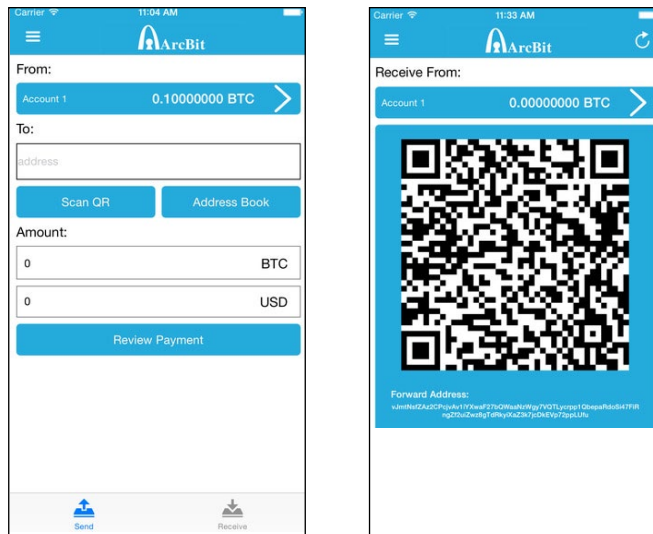 Carrier 11:04 AM
ArcBit
From:
Account 1 0.10000000 BTC
To:
address
Scan QR Address Book
Amount:
0 BTC
0 USD
Review Payment
Send Receive
Carrier 11:33 AM
ArcBit
Receive From:
Account 1 0.00000000 BTC
Forward Address: